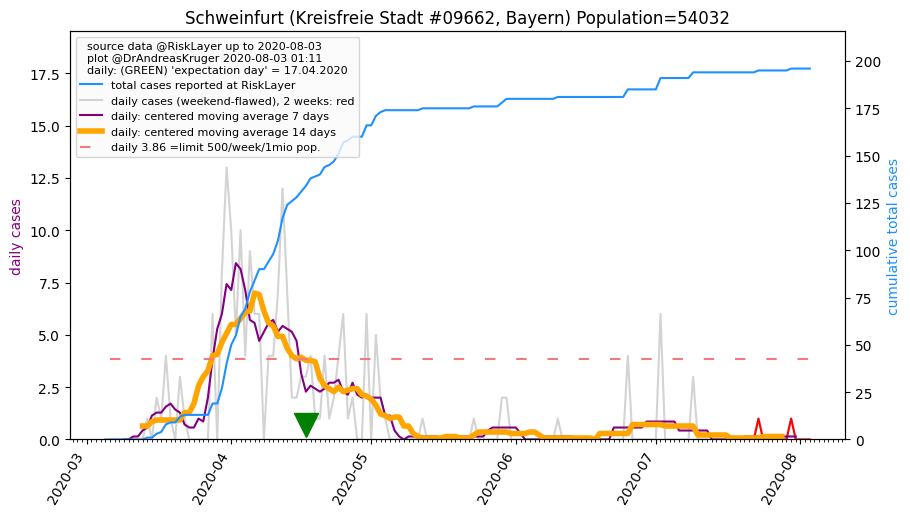 Schweinfurt (Kreisfreie Stadt #09662, Bayern) Population=54032
source data @RiskLayer up to 2020-08-03
plot @DrAndreasKruger 2020-08-03 01:11
daily: (GREEN) 'expectation day' = 17.04.2020
total cases reported at RiskLayer
daily cases (weekend-flawed), 2 weeks: red
daily: centered moving average 7 days
daily: centered moving average 14 days
daily 3.86 =limit 500/week/1mio pop.
daily cases
17.5
15.0
12.5
10.0
7.5
5.0
2.5
0.0
cumulative total cases
200
175
150
125
100
75
50
25
0
2020-03
2020-04
2020-05
2020-06
2020-07
2020-08